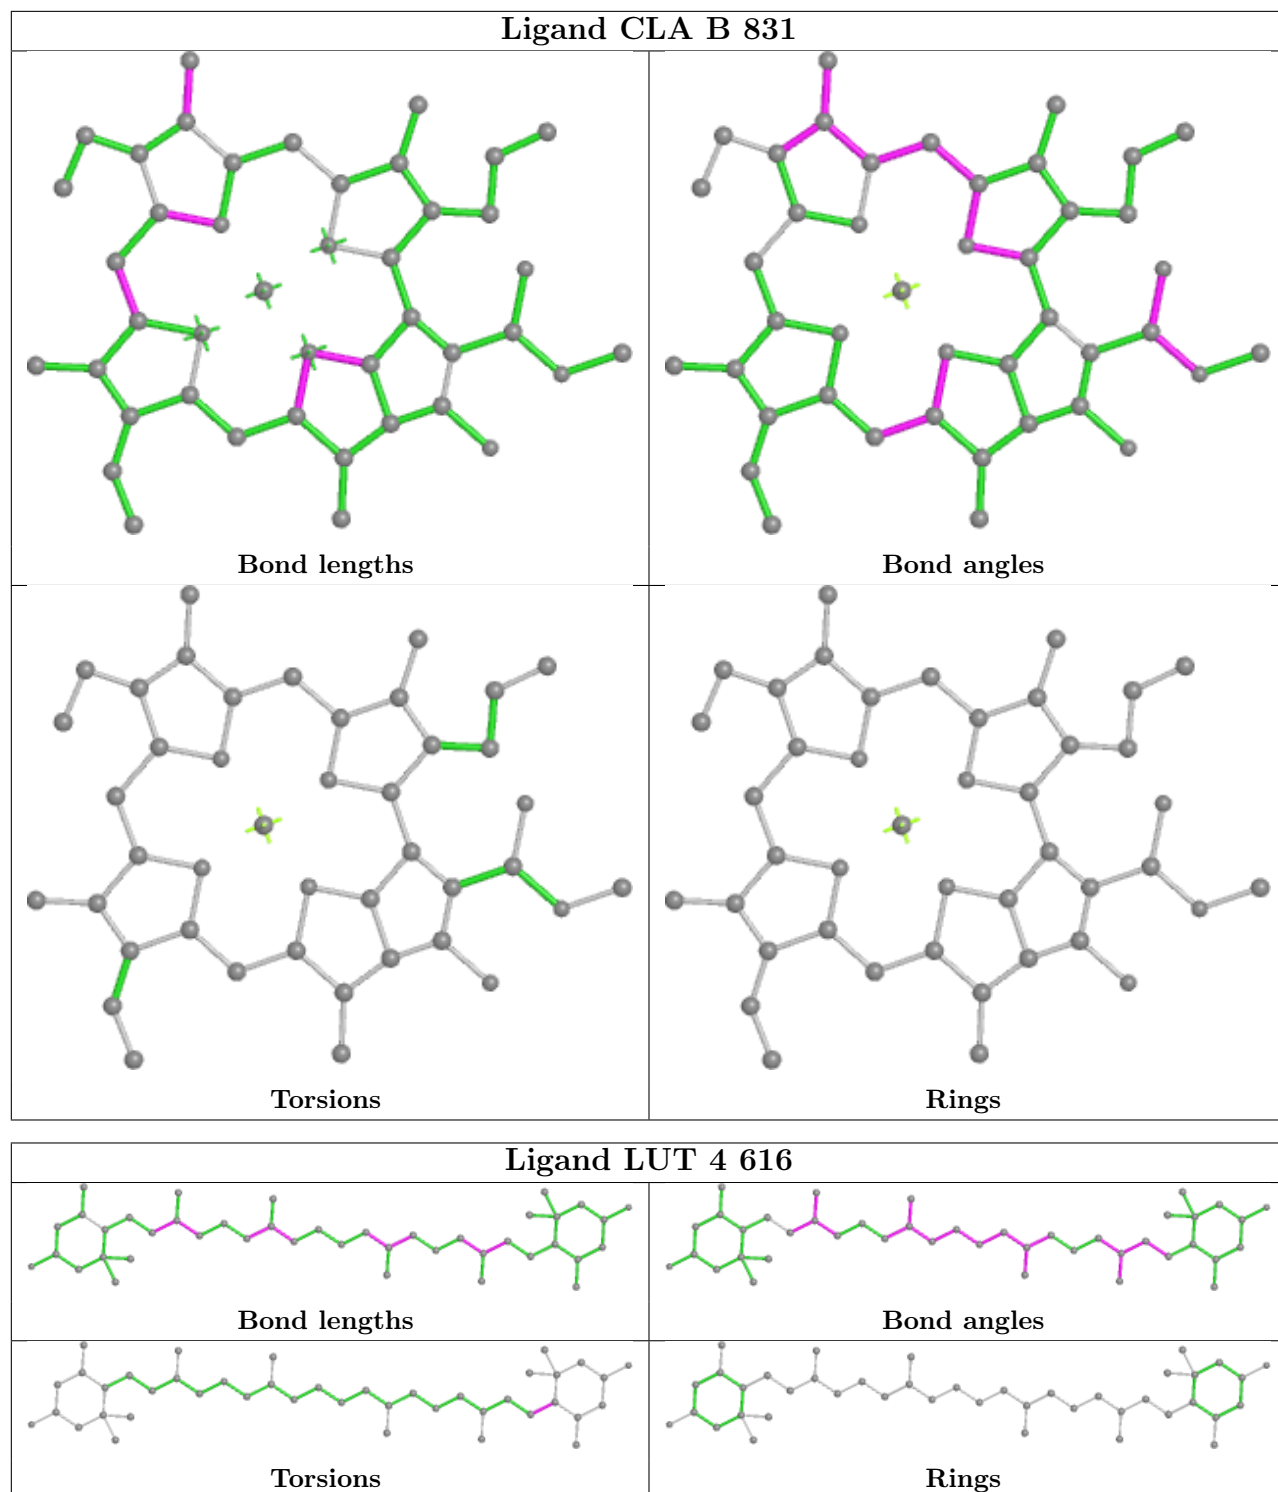 Ligand CLA B 831
Bond lengths
Bond angles
Torsions
Rings
Ligand LUT 4 616
Bond lengths
Bond angles
Torsions
Rings